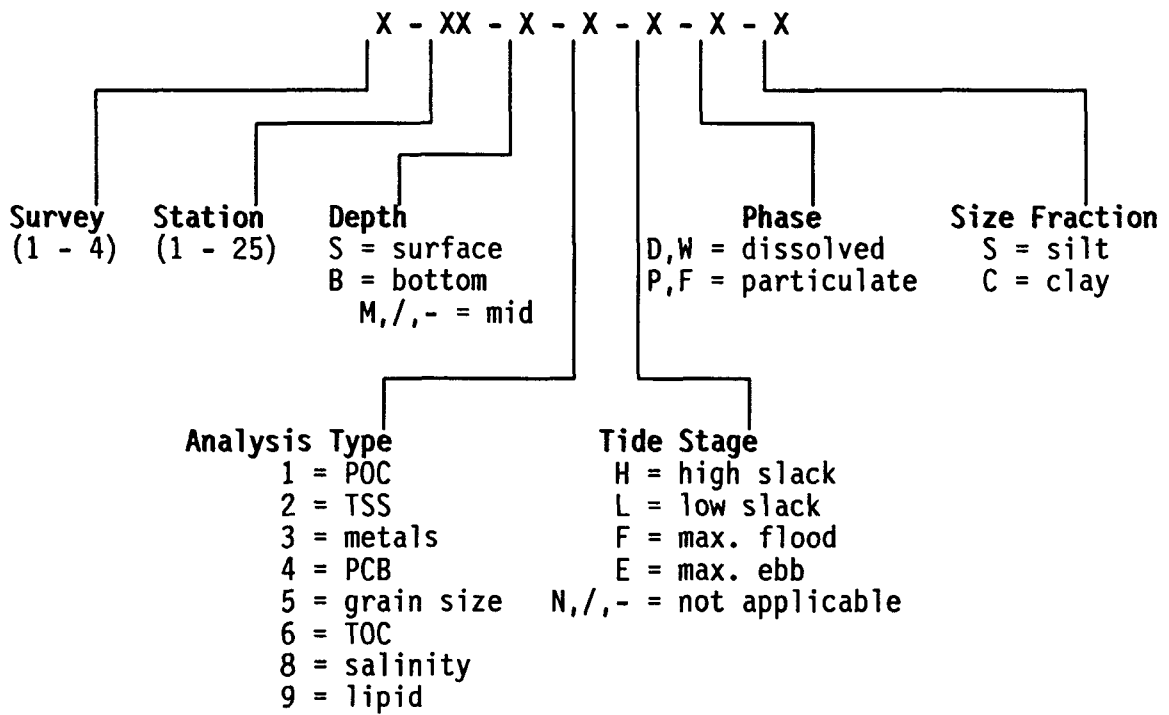 X - XX - X - X - X - X - X
Survey
(1 - 4)
Station
(1 - 25)
Depth
S = surface
B = bottom
M,/,- = mid
Phase
D,W = dissolved
P,F = particulate
Size Fraction
S = silt
C = clay
Analysis Type
1 = POC
2 = TSS
3 = metals
4 = PCB
5 = grain size
6 = TOC
8 = salinity
9 = lipid
Tide Stage
H = high slack
L = low slack
F = max. flood
E = max. ebb
N,/,- = not applicable